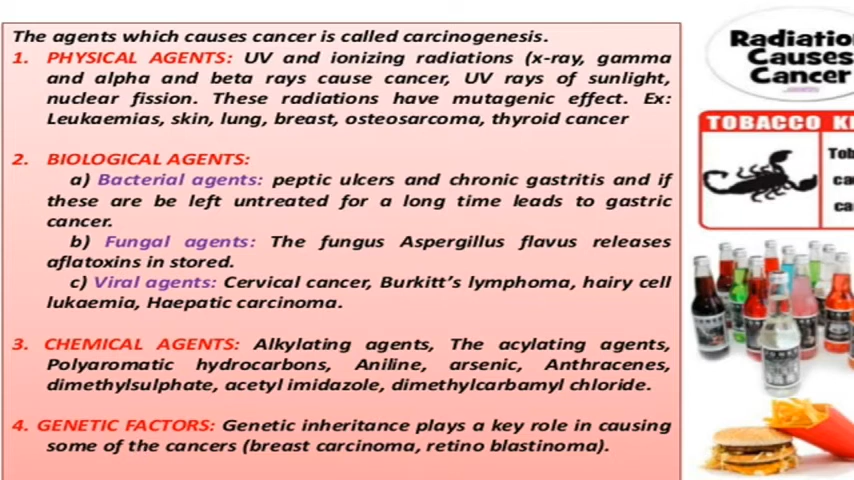 The agents which causes cancer is called carcinogenesis.
1. PHYSICAL AGENTS: UV and ionizing radiations (x-ray, gamma
and alpha and beta rays cause cancer, UV rays of sunlight,
nuclear fission. These radiations have mutagenic effect. Ex:
Leukaemias, skin, lung, breast, osteosarcoma, thyroid cancer
2. BIOLOGICAL AGENTS:
a) Bacterial agents: peptic ulcers and chronic gastritis and if
these are be left untreated for a long time leads to gastric
cancer.
b) Fungal agents: The fungus Aspergillus flavus releases
aflatoxins in stored.
c) Viral agents: Cervical cancer, Burkitt's lymphoma, hairy cell
lukaemia, Haepatic carcinoma.
3. CHEMICAL AGENTS: Alkylating agents, The acylating agents,
Polyaromatic hydrocarbons, Aniline, arsenic, Anthracenes,
dimethylsulphate, acetyl imidazole, dimethylcarbamyl chloride.
4. GENETIC FACTORS: Genetic inheritance plays a key role in causing
some of the cancers (breast carcinoma, retino blastinoma).
Radiatio
Causes
Cancer
TOBACCO K
Tob
ca
ca